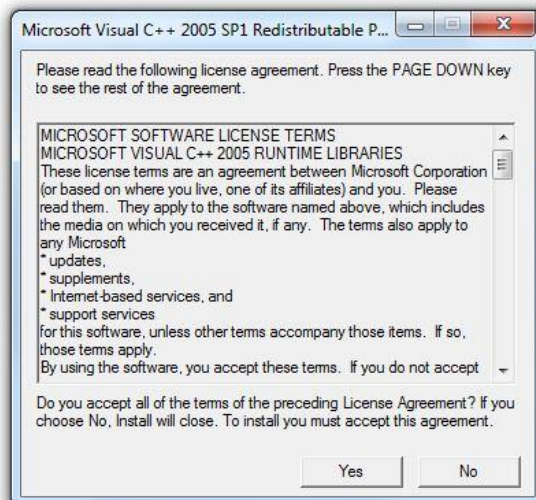 Microsoft Visual C++ 2005 SP1 Redistributable P...
Please read the following license agreement. Press the PAGE DOWN key
to see the rest of the agreement.
MICROSOFT SOFTWARE LICENSE TERMS
MICROSOFT VISUAL C++ 2005 RUNTIME LIBRARIES
These license terms are an agreement between Microsoft Corporation
(or based on where you live, one of its affiliates) and you.  Please
read them.  They apply to the software named above, which includes
the media on which you received it, if any.  The terms also apply to
any Microsoft
* updates,
* supplements,
* Internet-based services, and
* support services
for this software, unless other terms accompany those items.  If so,
those terms apply.
By using the software, you accept these terms.  If you do not accept
Do you accept all of the terms of the preceding License Agreement? If you
choose No, Install will close. To install you must accept this agreement.
Yes
No